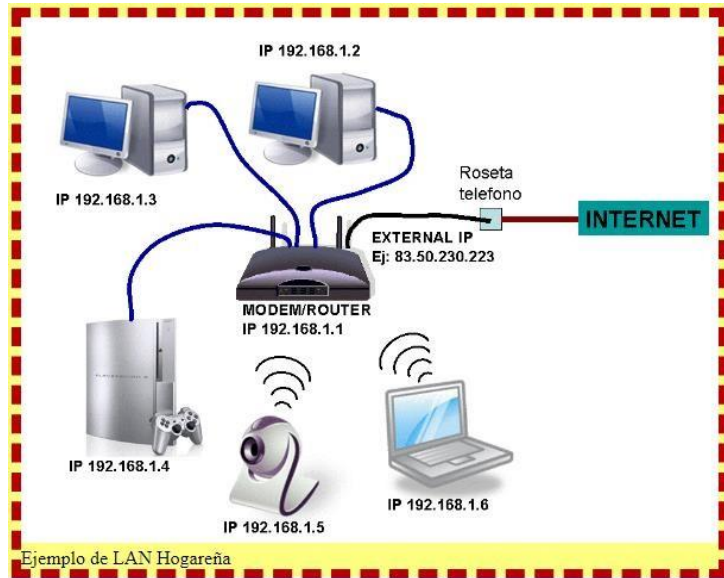 IP 192.168.1.2
IP 192.168.1.3
Roseta
telefono
INTERNET
EXTERNAL IP
Ej: 83.50.230.223
MODEM/ROUTER
IP 192.168.1.1
IP 192.168.1.4
IP 192.168.1.5
IP 192.168.1.6
Ejemplo de LAN Hogareña